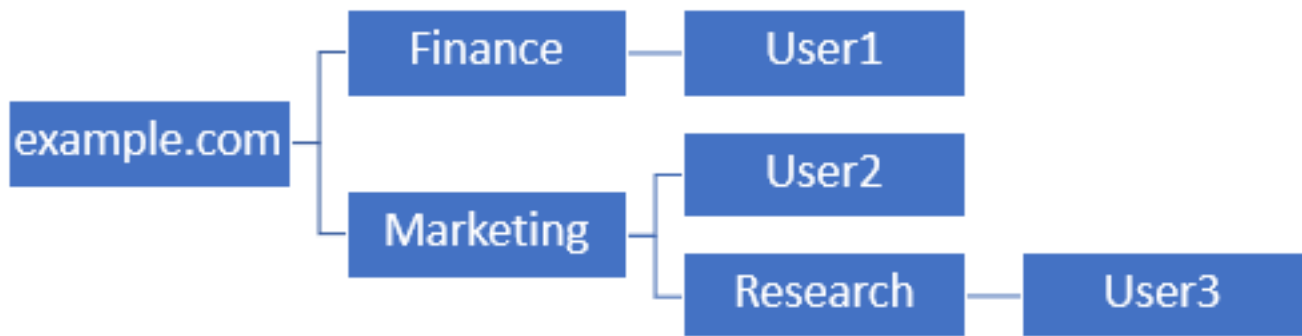 Finance
User1
example.com
User2
Marketing
Research
User3